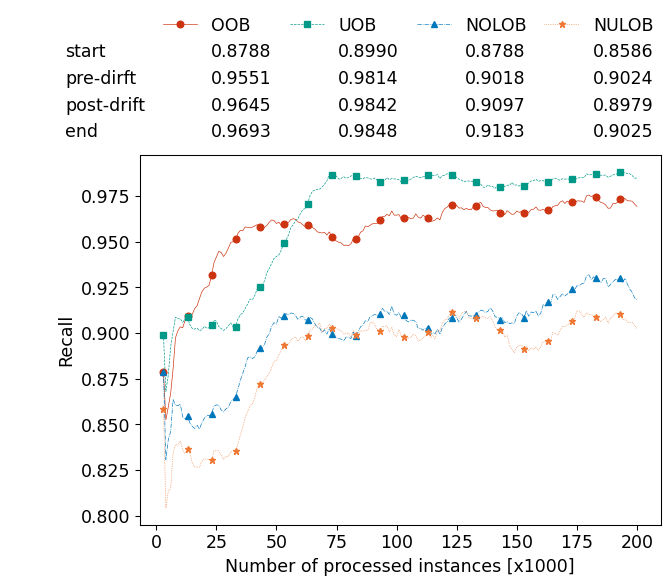 OOB UOB NOLOB NULOB
start 0.8788 0.8990 0.8788 0.8586
pre-dirft 0.9551 0.9814 0.9018 0.9024
post-drift 0.9645 0.9842 0.9097 0.8979
end 0.9693 0.9848 0.9183 0.9025
0.975
0.950
0.925
0.900
0.875
0.850
0.825
0.800
Recall
0 25 50 75 100 125 150 175 200
Number of processed instances [x1000]